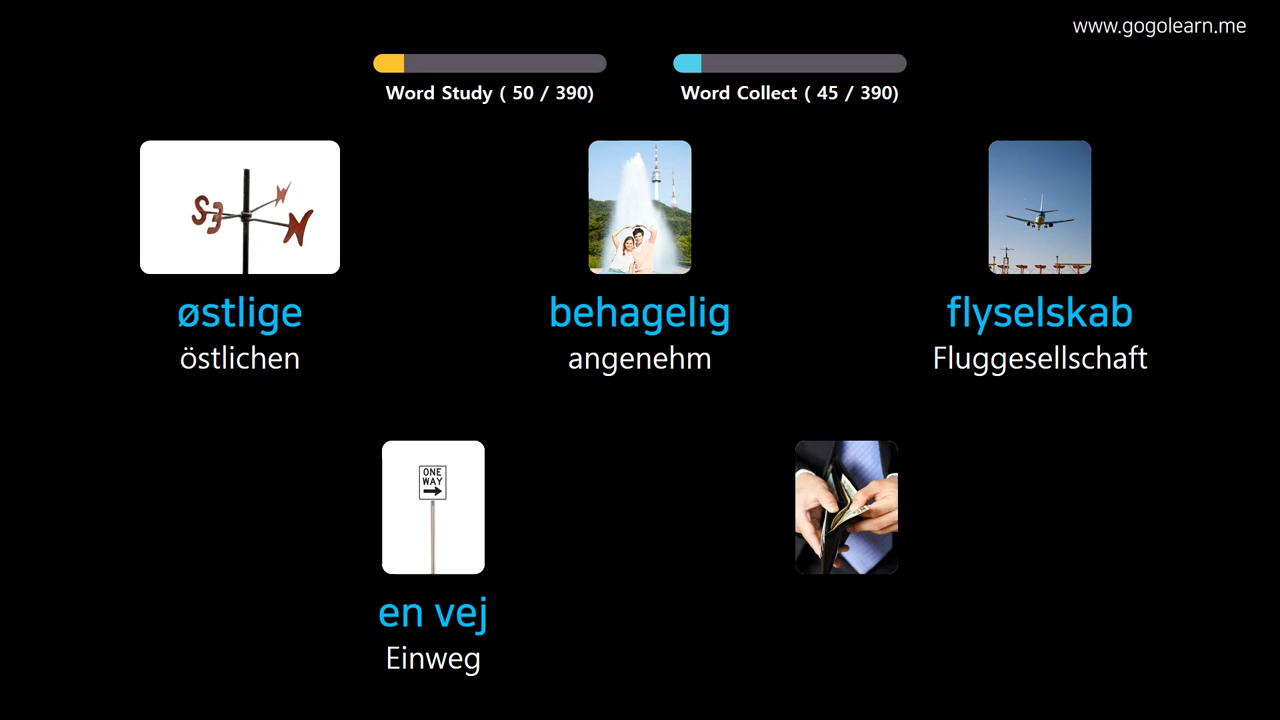 www.gogolearn.me
Word Study ( 50 / 390)
Word Collect ( 45 / 390)
S
E
N
østlige
behagelig
flyselskab
östlichen
angenehm
Fluggesellschaft
ONE
WAY
en vej
Einweg